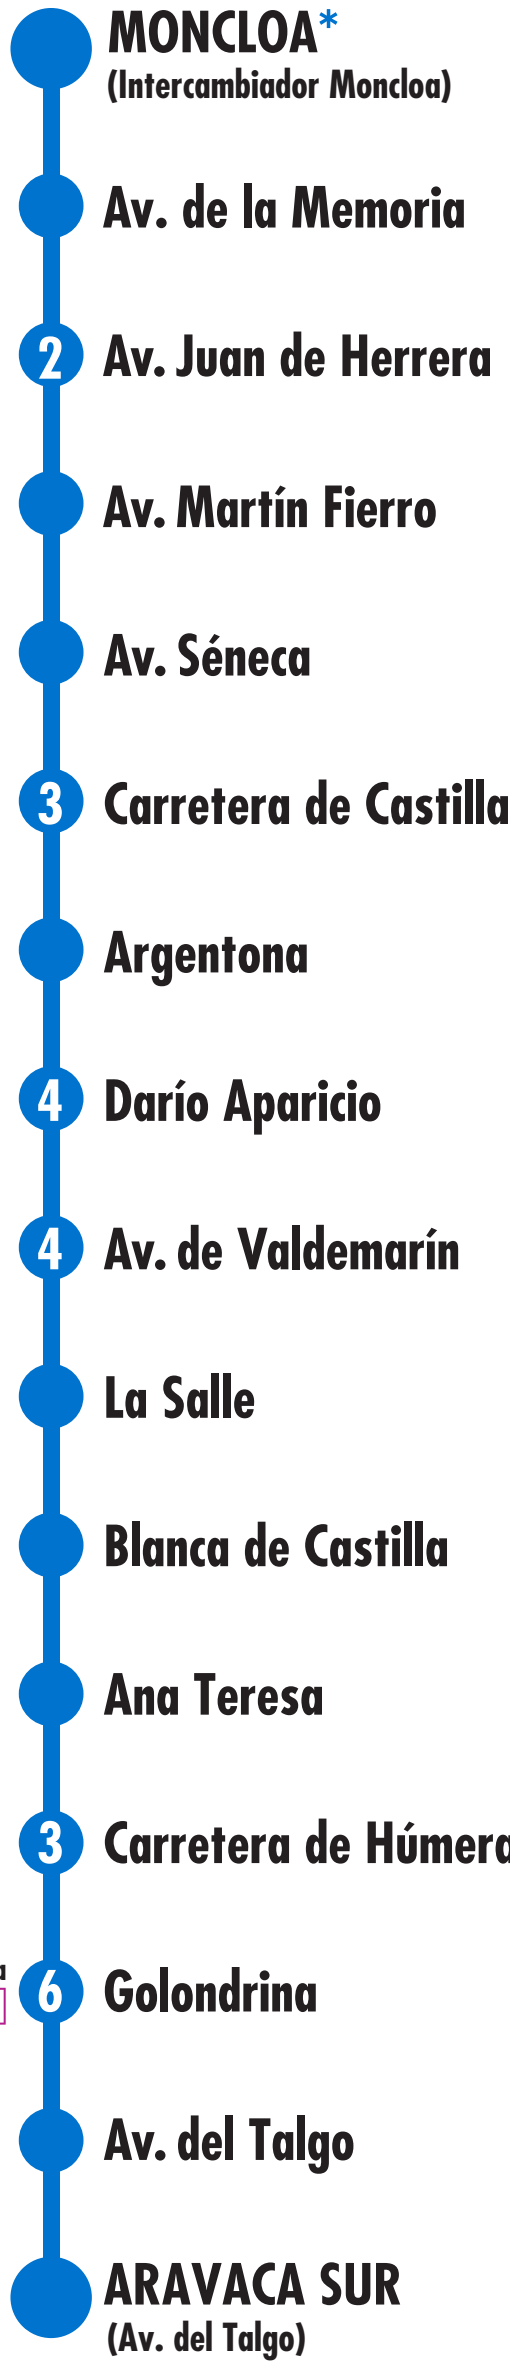 MONCLOA*
(Intercambiador Moncloa)
Av. de la Memoria
2 Av. Juan de Herrera
Av. Martín Fierro
Av. Séneca
3 Carretera de Castilla
Argentona
4 Darío Aparicio
4 Av. de Valdemarín
La Salle
Blanca de Castilla
Ana Teresa
3 Carretera de Húmera
a
6 Golondrina
Av. del Talgo
ARAVACA SUR
(Av. del Talgo)